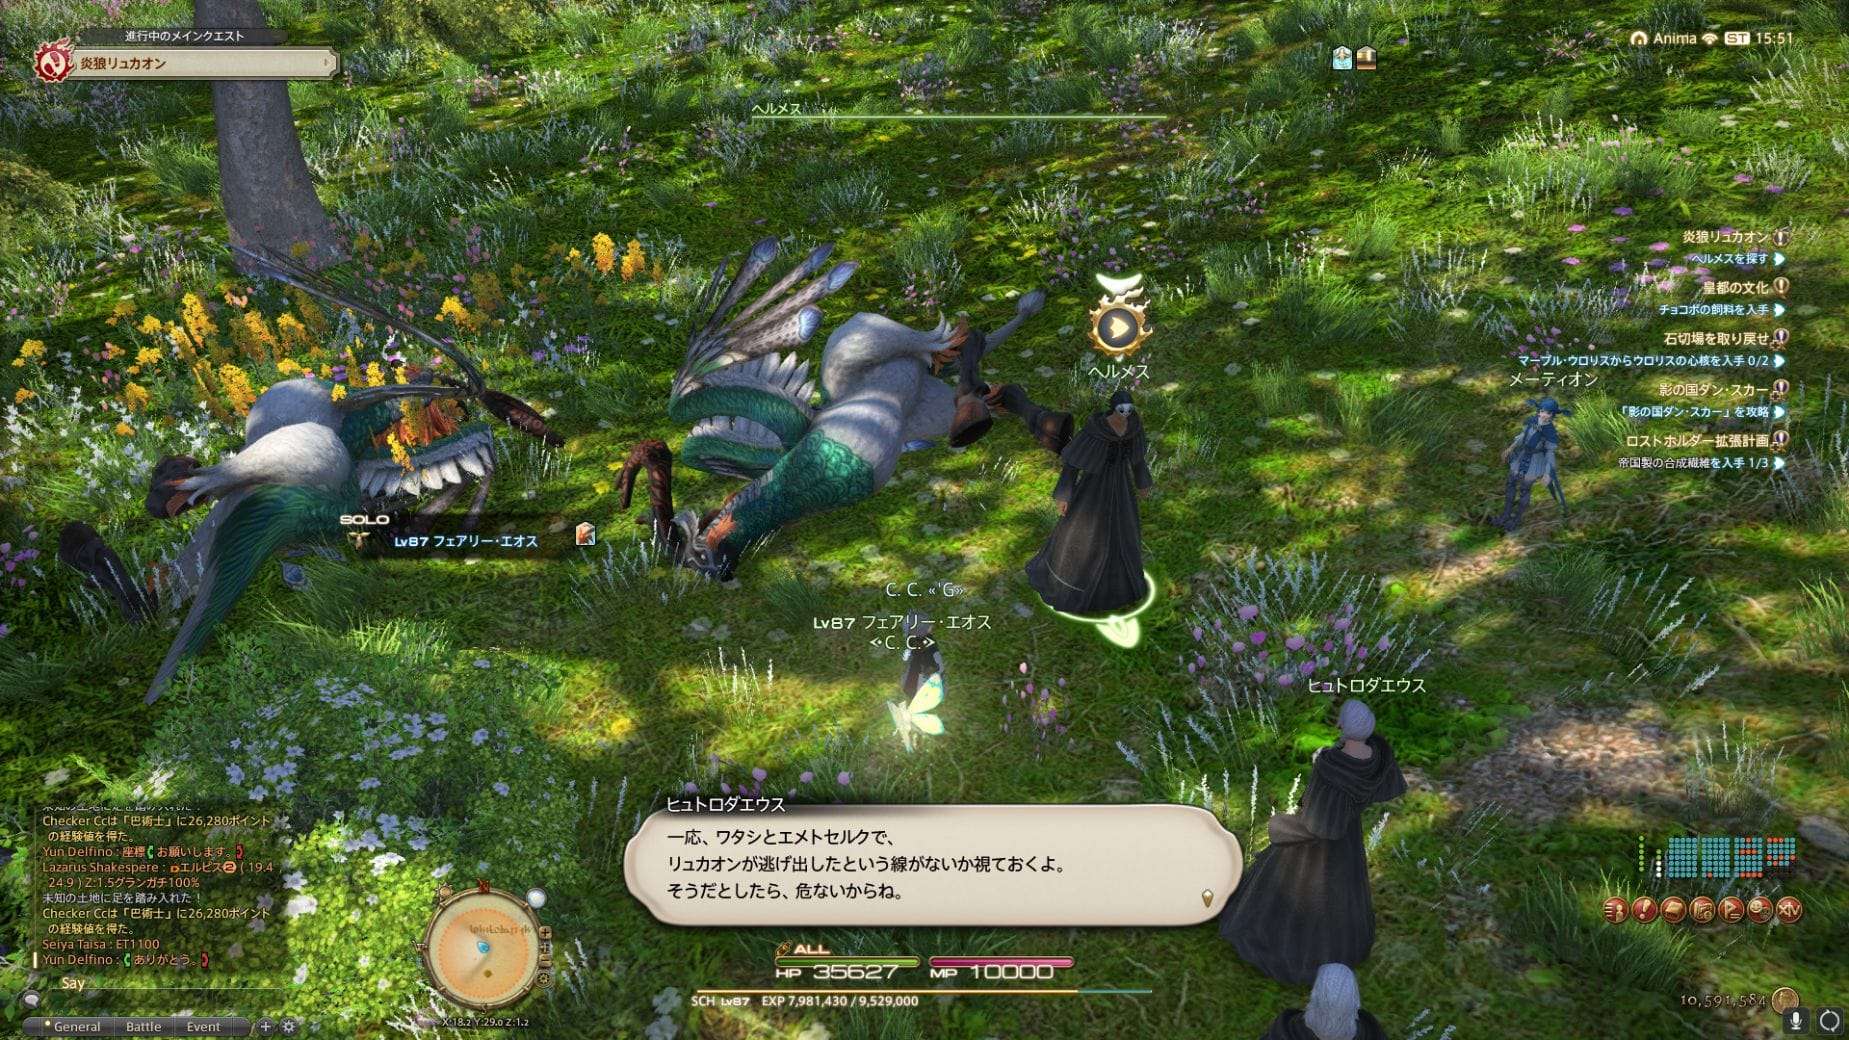 進行中のメインクエスト
炎狼リュカオン
Anima ST 15:51
ヘルメス
炎狼リュカオン
ヘルメスを探す
皇都の文化
チョコボの飼料を入手
石切場を取り戻せ
マーブル・ウロリスからウロリスの心核を入手 0/2
影の国ダン・スカー
「影の国ダン・スカー」を攻略
ロストホルダー拡張計画
帝国製の合成繊維を入手 1/3
ヘルメス
メーティオン
SOLO
Lv87 フェアリー・エオス
C. C. «'G»
Lv87 フェアリー・エオス
C. C.
ヒュトロダエウス
ヒュトロダエウス
一応、ワタシとエメトセルクで、
リュカオンが逃げ出したという線がないか視ておくよ。
そうだとしたら、危ないからね。
未知の土地に足を踏み入れた！
Checker Ccは「巴術士」に26,280ポイント
の経験値を得た。
Yun Delfino : 座標 お願いします。
Lazarus Shakespere : エルピス2 ( 19.4
24.9 ) Z:1.5グランガチ100%
未知の土地に足を踏み入れた！
Checker Ccは「巴術士」に26,280ポイント
の経験値を得た。
Seiya Taisa : ET1100
Yun Delfino : ありがとう。
Say
General Battle Event
X:18.2 Y:29.0 Z:1.2
ALL
HP 35627 MP 10000
SCH Lv87 EXP 7,981,430 / 9,529,000
XIV
10,591,584